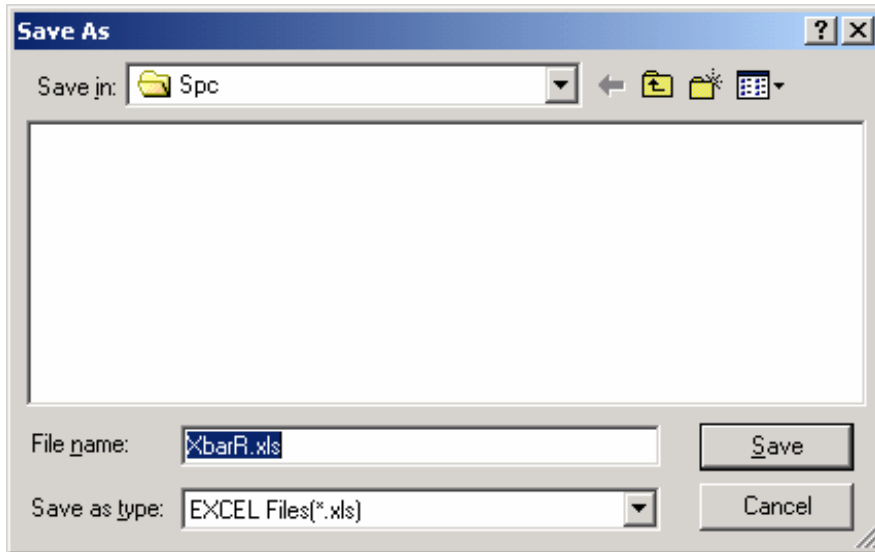 Save As
Save in: Spc
File name: XbarR.xls
Save
Save as type: EXCEL Files(*.xls)
Cancel